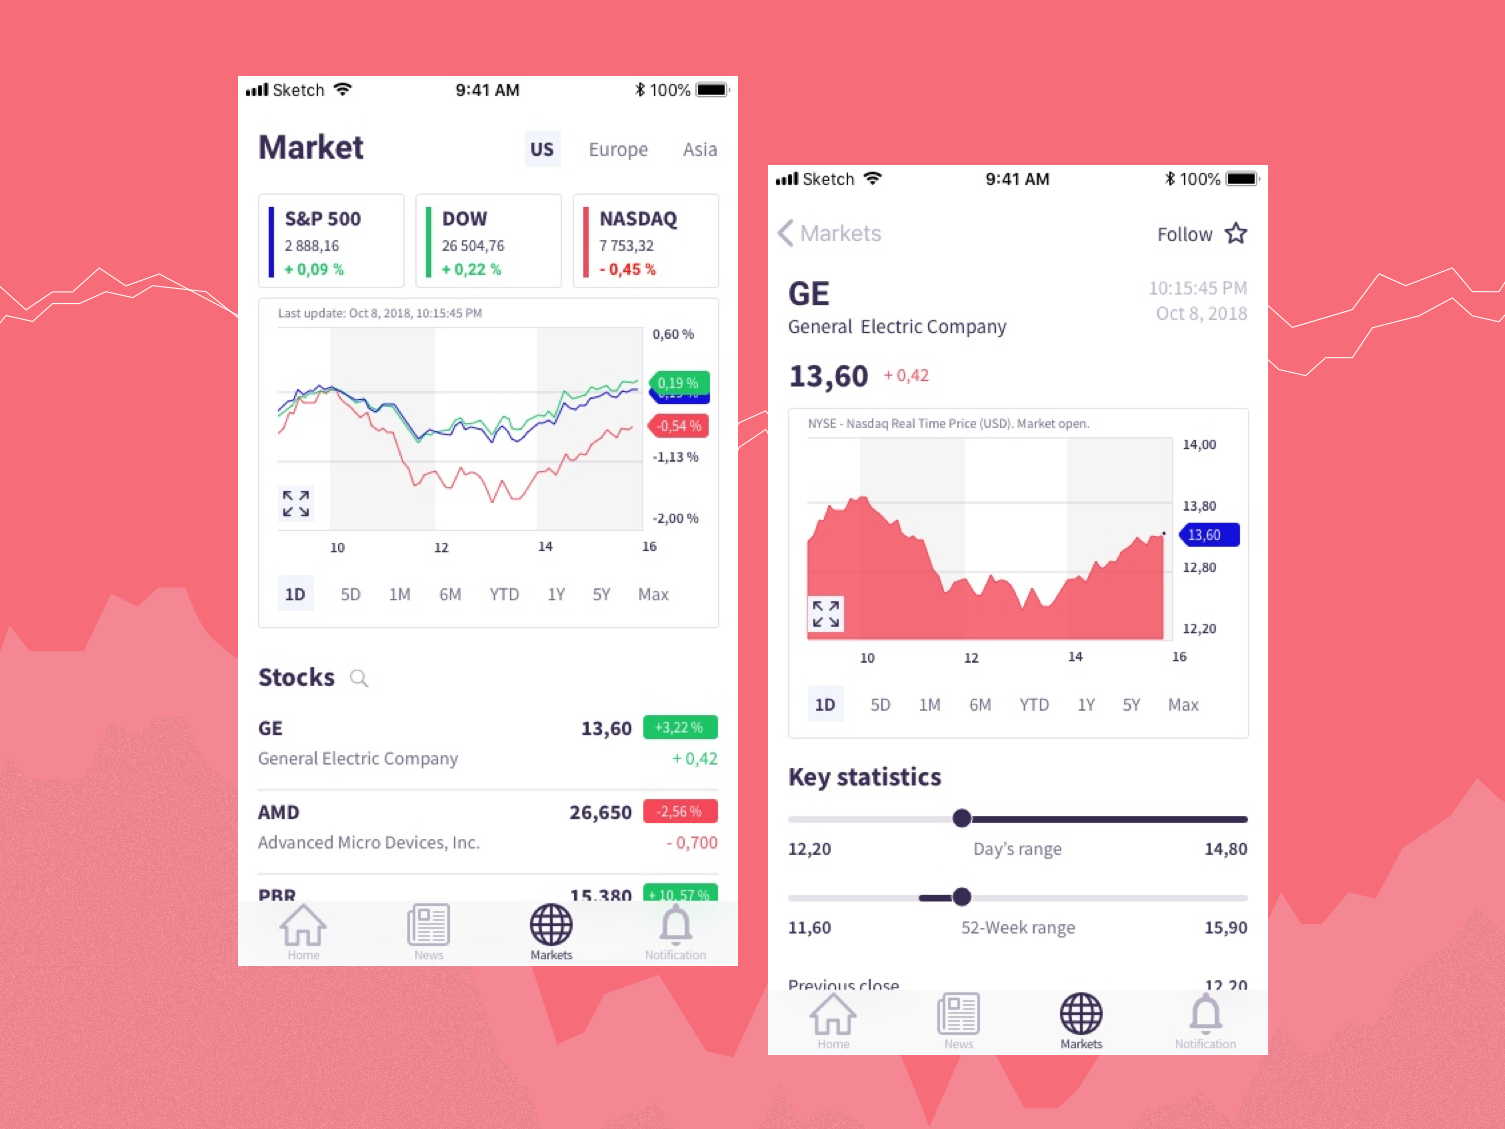 Sketch 9:41 AM 100%
Market US Europe Asia
S&P 500 DOW NASDAQ
2 888,16 26 504,76 7 753,32
+ 0,09 % + 0,22 % - 0,45 %
Last update: Oct 8, 2018, 10:15:45 PM
0,60 %
0,19 %
-0,54 %
-1,13 %
-2,00 %
10 12 14 16
1D 5D 1M 6M YTD 1Y 5Y Max
Stocks
GE 13,60 +3,22 %
General Electric Company + 0,42
AMD 26,650 -2,56 %
Advanced Micro Devices, Inc. - 0,700
PBR 15,380 + 10, 57 %
Home News Markets Notification
Sketch 9:41 AM 100%
Markets Follow
GE 10:15:45 PM
General Electric Company Oct 8, 2018
13,60 + 0,42
NYSE - Nasdaq Real Time Price (USD). Market open.
14,00
13,80
13,60
12,80
12,20
10 12 14 16
1D 5D 1M 6M YTD 1Y 5Y Max
Key statistics
12,20 Day's range 14,80
11,60 52-Week range 15,90
Previous close 12,20
Home News Markets Notification